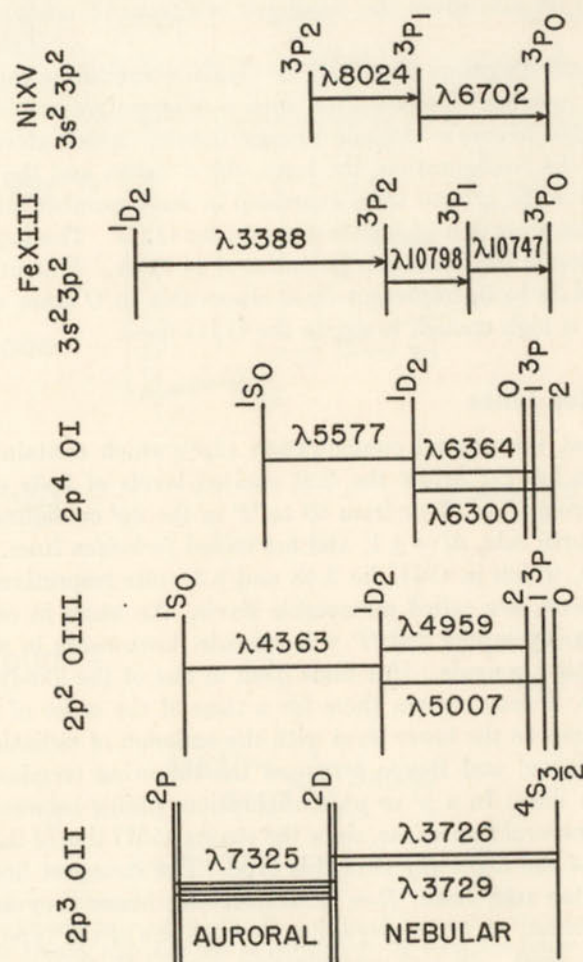 Ni XV
3s² 3p²
³P₂
³P₁
³P₀
λ8024
λ6702
Fe XIII
3s² 3p²
¹D₂
³P₂
³P₁
³P₀
λ3388
λ10798
λ10747
2p⁴ OI
¹S₀
¹D₂
0
1
2
³P
λ5577
λ6364
λ6300
2p² OIII
¹S₀
¹D₂
2
1
0
³P
λ4363
λ4959
λ5007
2p³ OII
²P
²D
⁴S₃/₂
λ7325
λ3726
λ3729
AURORAL
NEBULAR